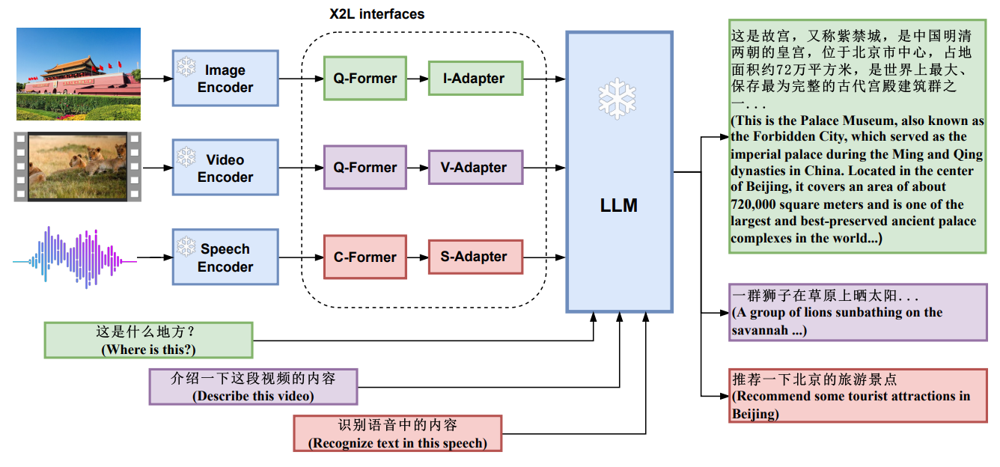 X2L interfaces
Image
Encoder
Q-Former
I-Adapter
Video
Encoder
Q-Former
V-Adapter
Speech
Encoder
C-Former
S-Adapter
LLM
这是什么地方？
(Where is this?)
介绍一下这段视频的内容
(Describe this video)
识别语音中的内容
(Recognize text in this speech)
这是故宫，又称紫禁城，是中国明清
两朝的皇宫，位于北京市中心，占地
面积约72万平方米，是世界上最大、
保存最为完整的古代宫殿建筑群之
一...
(This is the Palace Museum, also known as
the Forbidden City, which served as the
imperial palace during the Ming and Qing
dynasties in China. Located in the center
of Beijing, it covers an area of about
720,000 square meters and is one of the
largest and best-preserved ancient palace
complexes in the world...)
一群狮子在草原上晒太阳...
(A group of lions sunbathing on the
savannah ...)
推荐一下北京的旅游景点
(Recommend some tourist attractions in
Beijing)